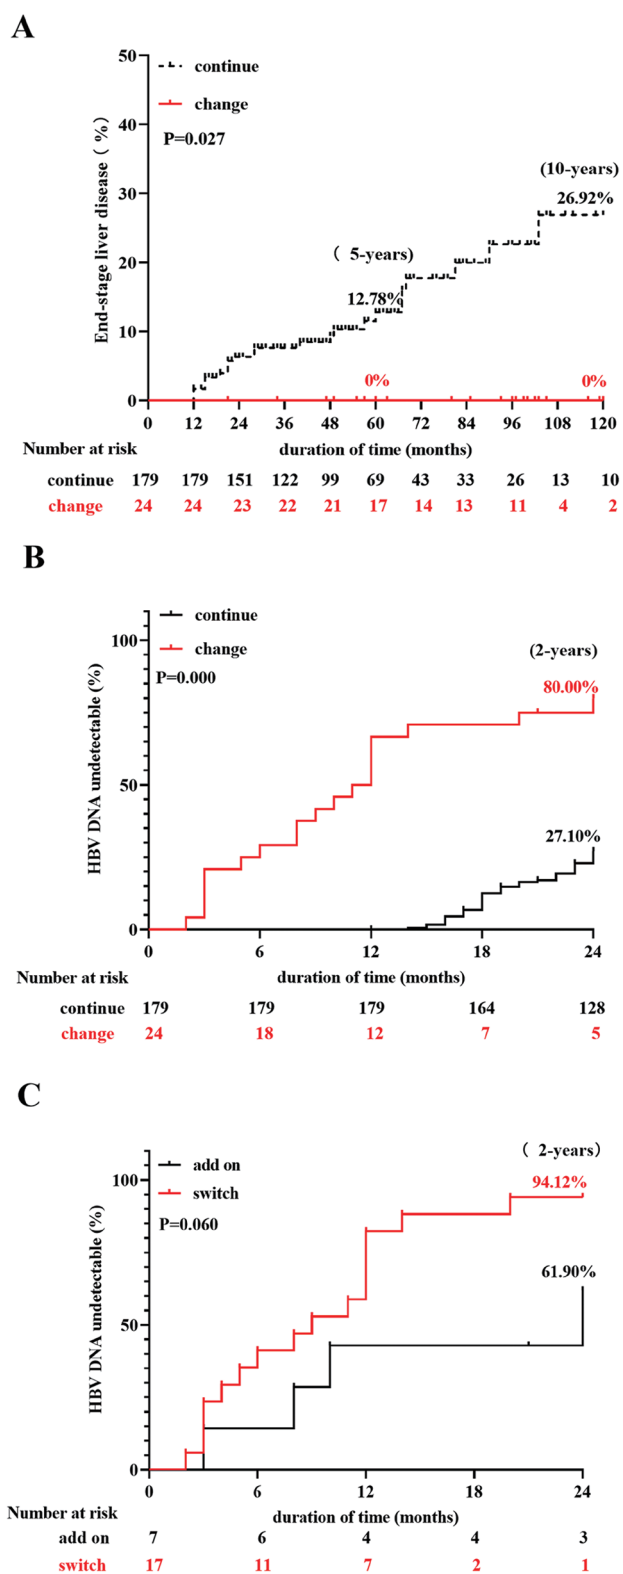 A
End-stage liver disease ( %)
50
40
30
20
10
0
continue
change
P=0.027
(10-years)
26.92%
( 5-years)
12.78%
0%
0%
0 12 24 36 48 60 72 84 96 108 120
Number at risk
duration of time (months)
continue 179 179 151 122 99 69 43 33 26 13 10
change 24 24 23 22 21 17 14 13 11 4 2
B
HBV DNA undetectable (%)
100
50
0
continue
change
P=0.000
(2-years)
80.00%
27.10%
0 6 12 18 24
Number at risk
duration of time (months)
continue 179 179 179 164 128
change 24 18 12 7 5
C
HBV DNA undetectable (%)
100
50
0
add on
switch
P=0.060
( 2-years)
94.12%
61.90%
0 6 12 18 24
Number at risk
duration of time (months)
add on 7 6 4 4 3
switch 17 11 7 2 1